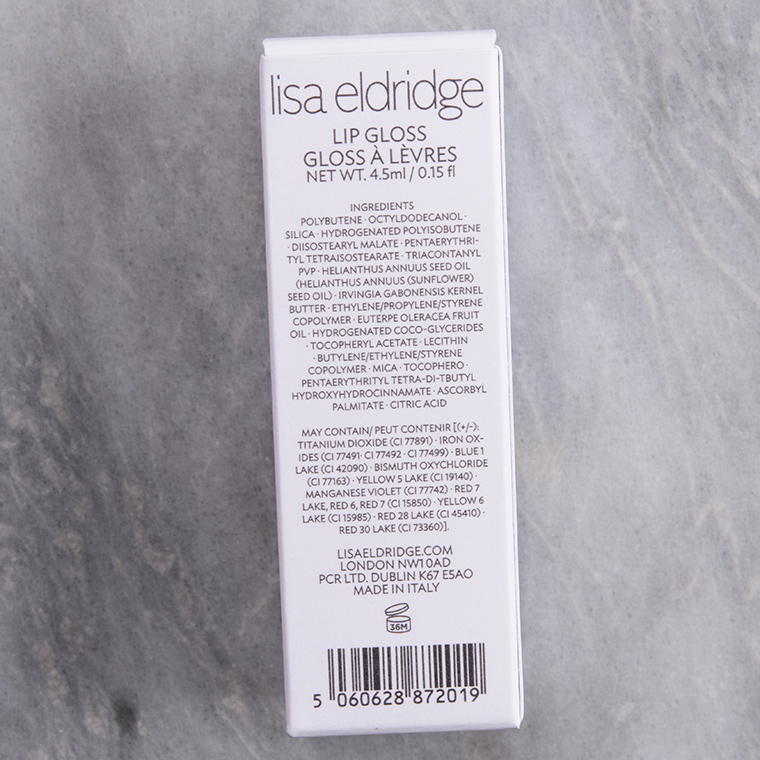 lisa eldridge
LIP GLOSS
GLOSS À LÈVRES
NET WT. 4.5ml / 0.15 fl
INGREDIENTS
POLYBUTENE · OCTYLDODECANOL ·
SILICA · HYDROGENATED POLYISOBUTENE
· DIISOSTEARYL MALATE · PENTAERYTHRI-
TYL TETRAISOSTEARATE · TRIACONTANYL
PVP · HELIANTHUS ANNUUS SEED OIL
(HELIANTHUS ANNUUS (SUNFLOWER)
SEED OIL) · IRVINGIA GABONENSIS KERNEL
BUTTER · ETHYLENE/PROPYLENE/STYRENE
COPOLYMER · EUTERPE OLERACEA FRUIT
OIL · HYDROGENATED COCO-GLYCERIDES
· TOCOPHERYL ACETATE · LECITHIN
· BUTYLENE/ETHYLENE/STYRENE
COPOLYMER · MICA · TOCOPHERO ·
PENTAERYTHRITYL TETRA-DI-TBUTYL
HYDROXYHYDROCINNAMATE · ASCORBYL
PALMITATE · CITRIC ACID
MAY CONTAIN/ PEUT CONTENIR [(+/-):
TITANIUM DIOXIDE (CI 77891) · IRON OX-
IDES (CI 77491· CI 77492 · CI 77499) · BLUE 1
LAKE (CI 42090) · BISMUTH OXYCHLORIDE
(CI 77163) · YELLOW 5 LAKE (CI 19140) ·
MANGANESE VIOLET (CI 77742) · RED 7
LAKE, RED 6, RED 7 (CI 15850) · YELLOW 6
LAKE (CI 15985) · RED 28 LAKE (CI 45410) ·
RED 30 LAKE (CI 73360)].
LISAELDRIDGE.COM
LONDON NW1 0AD
PCR LTD. DUBLIN K67 E5AO
MADE IN ITALY
36M
5 060628 872019